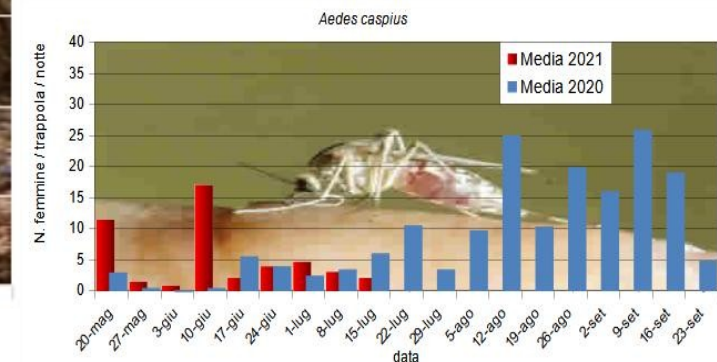 Aedes caspius
N. femmine / trappola / notte
40
35
30
25
20
15
10
5
0
Media 2021
Media 2020
20-mag
27-mag
3-giu
10-giu
17-giu
24-giu
1-lug
8-lug
15-lug
22-lug
29-lug
5-ago
12-ago
19-ago
26-ago
2-set
9-set
16-set
23-set
data